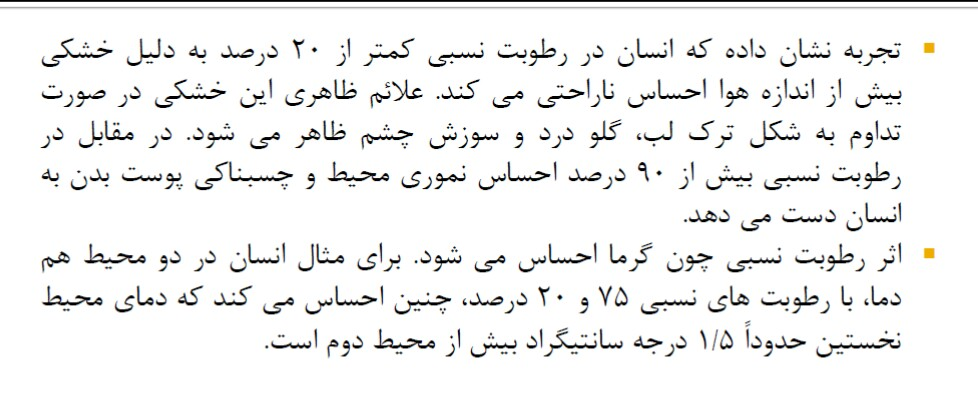 ▪ تجربه نشان داده که انسان در رطوبت نسبی کمتر از ۲۰ درصد به دلیل خشکی
بیش از اندازه هوا احساس ناراحتی می کند. علائم ظاهری این خشکی در صورت
تداوم به شکل ترک لب، گلو درد و سوزش چشم ظاهر می شود. در مقابل در
رطوبت نسبی بیش از ۹۰ درصد احساس نموری محیط و چسبناکی پوست بدن به
انسان دست می دهد.
▪ اثر رطوبت نسبی چون گرما احساس می شود. برای مثال انسان در دو محیط هم
دما، با رطوبت های نسبی ۷۵ و ۲۰ درصد، چنین احساس می کند که دمای محیط
نخستین حدوداً ۱/۵ درجه سانتیگراد بیش از محیط دوم است.